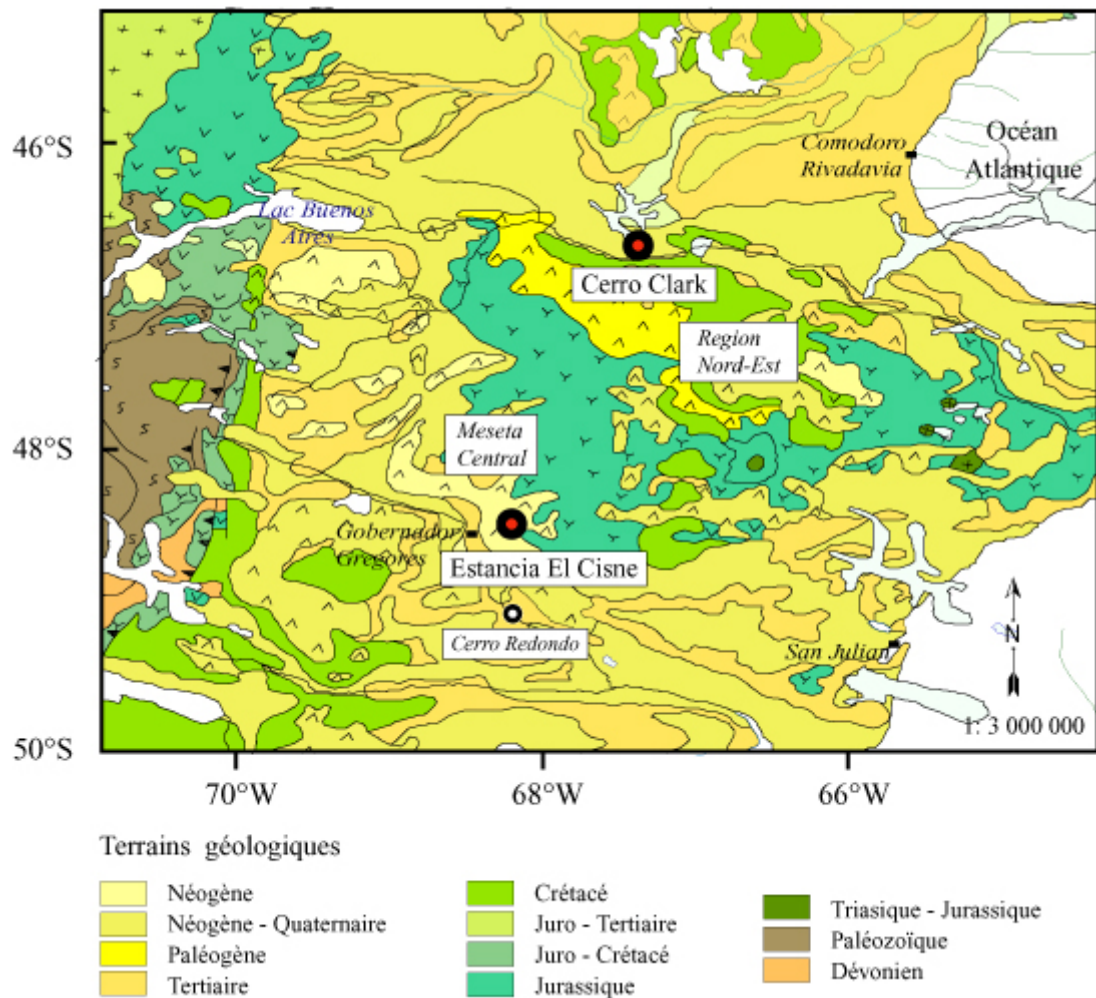 46°S
Océan
Atlantique
Comodoro
Rivadavia
Lac Buenos
Aires
Cerro Clark
Region
Nord-Est
Meseta
Central
48°S
Gobernador
Gregores
Estancia El Cisne
Cerro Redondo
San Julian
N
1: 3 000 000
50°S
70°W
68°W
66°W
Terrains géologiques
Néogène
Néogène - Quaternaire
Paléogène
Tertiaire
Crétacé
Juro - Tertiaire
Juro - Crétacé
Jurassique
Triasique - Jurassique
Paléozoïque
Dévonien